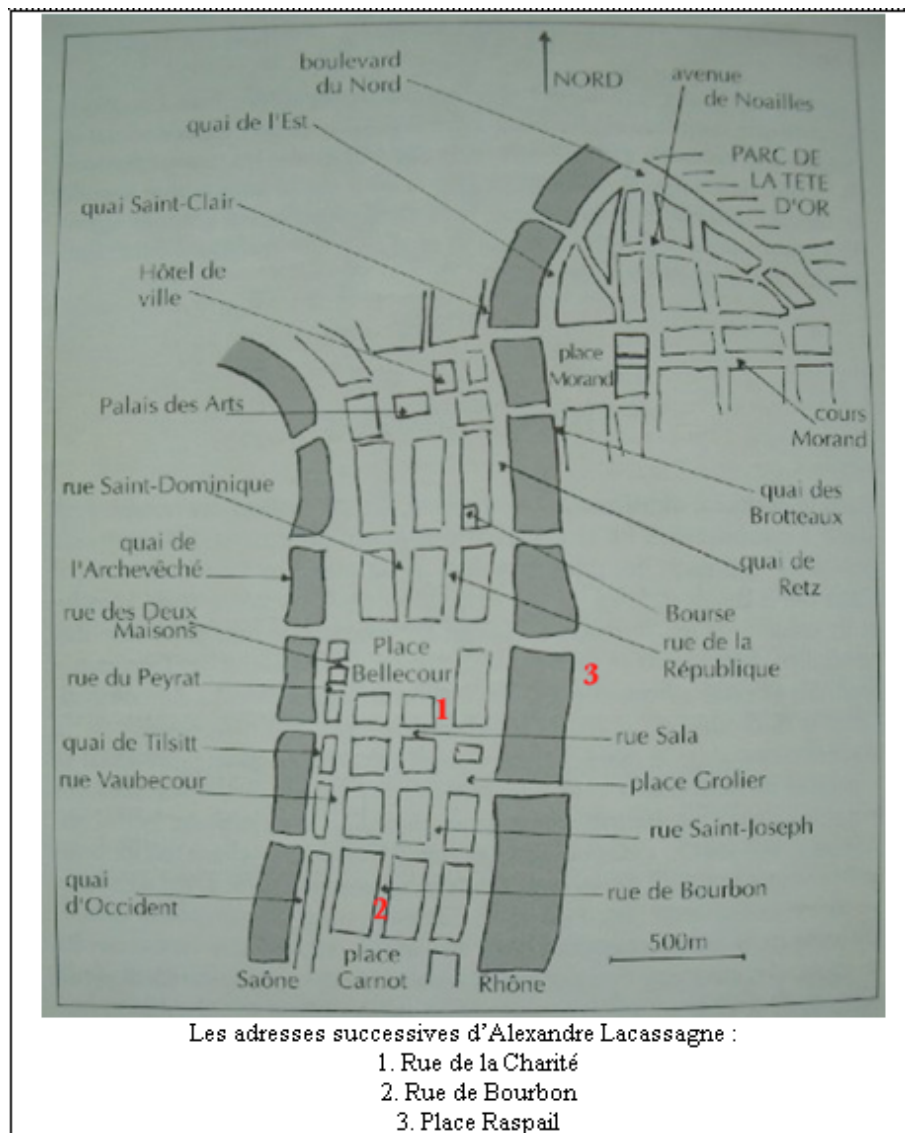 boulevard
du Nord
NORD
avenue
de Noailles
quai de l'Est
PARC DE
LA TETE
D'OR
quai Saint-Clair
Hôtel de
ville
place
Morand
Palais des Arts
cours
Morand
rue Saint-Dominique
quai des
Brotteaux
quai de
l'Archevêché
quai de
Retz
rue des Deux
Maisons
Bourse
Place
Bellecour
rue de la
République
rue du Peyrat
3
1
quai de Tilsitt
rue Sala
rue Vaubecour
place Grolier
rue Saint-Joseph
quai
d'Occident
rue de Bourbon
2
place
Carnot
500m
Saône
Rhône
Les adresses successives d'Alexandre Lacassagne :
1. Rue de la Charité
2. Rue de Bourbon
3. Place Raspail